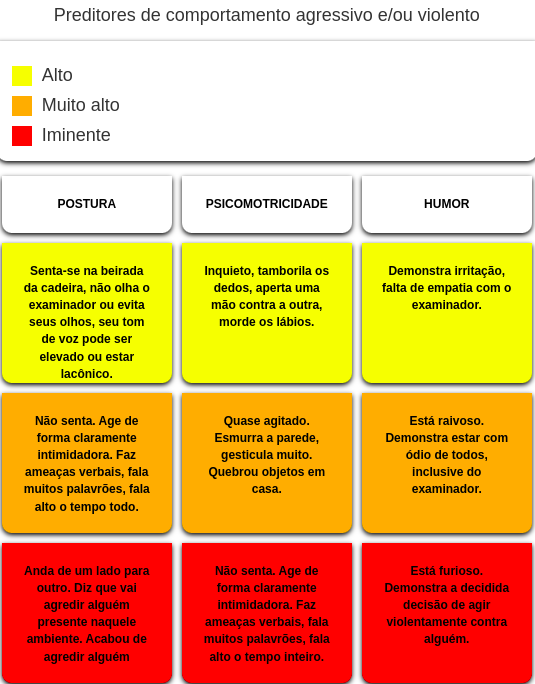 Preditores de comportamento agressivo e/ou violento
Alto
Muito alto
Iminente
POSTURA
PSICOMOTRICIDADE
HUMOR
Senta-se na beirada
da cadeira, não olha o
examinador ou evita
seus olhos, seu tom
de voz pode ser
elevado ou estar
lacônico.
Inquieto, tamborila os
dedos, aperta uma
mão contra a outra,
morde os lábios.
Demonstra irritação,
falta de empatia com o
examinador.
Não senta. Age de
forma claramente
intimidadora. Faz
ameaças verbais, fala
muitos palavrões, fala
alto o tempo todo.
Quase agitado.
Esmurra a parede,
gesticula muito.
Quebrou objetos em
casa.
Está raivoso.
Demonstra estar com
ódio de todos,
inclusive do
examinador.
Anda de um lado para
outro. Diz que vai
agredir alguém
presente naquele
ambiente. Acabou de
agredir alguém
Não senta. Age de
forma claramente
intimidadora. Faz
ameaças verbais, fala
muitos palavrões, fala
alto o tempo inteiro.
Está furioso.
Demonstra a decidida
decisão de agir
violentamente contra
alguém.